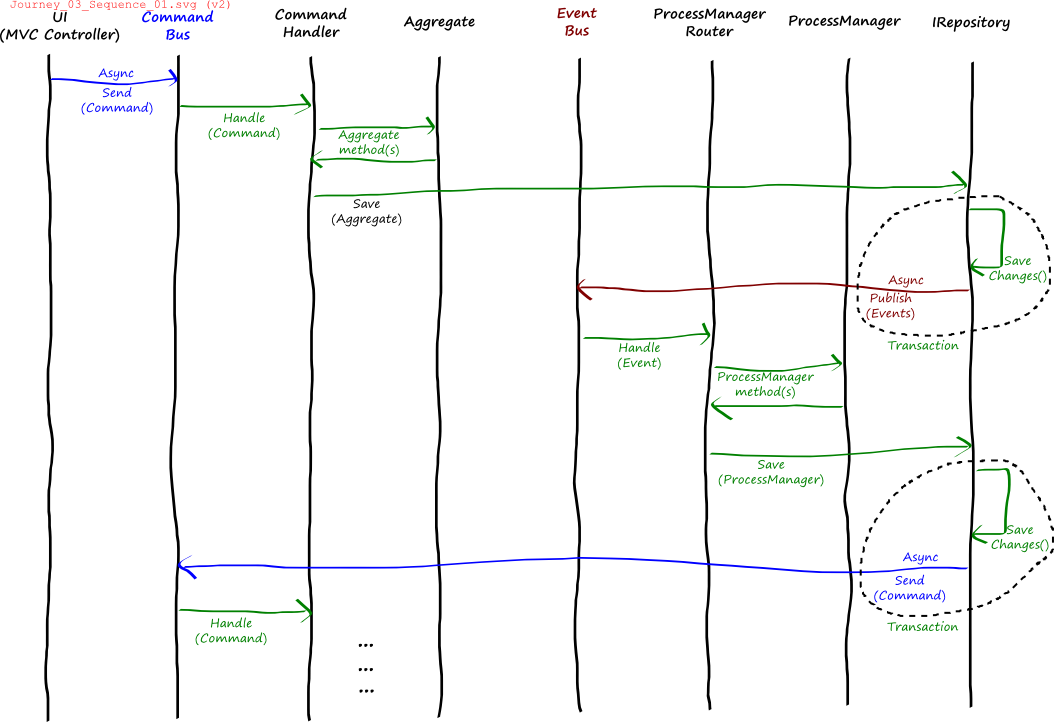 Journey_03_Sequence_01.svg (v2)
UI
(MVC Controller)
Command
Bus
Command
Handler
Aggregate
Event
Bus
ProcessManager
Router
ProcessManager
IRepository
Async
Send
(Command)
Handle
(Command)
Aggregate
method(s)
Save
(Aggregate)
Save
Changes()
Async
Publish
(Events)
Transaction
Handle
(Event)
ProcessManager
method(s)
Save
(ProcessManager)
Save
Changes()
Async
Send
(Command)
Transaction
Handle
(Command)
...
...
...